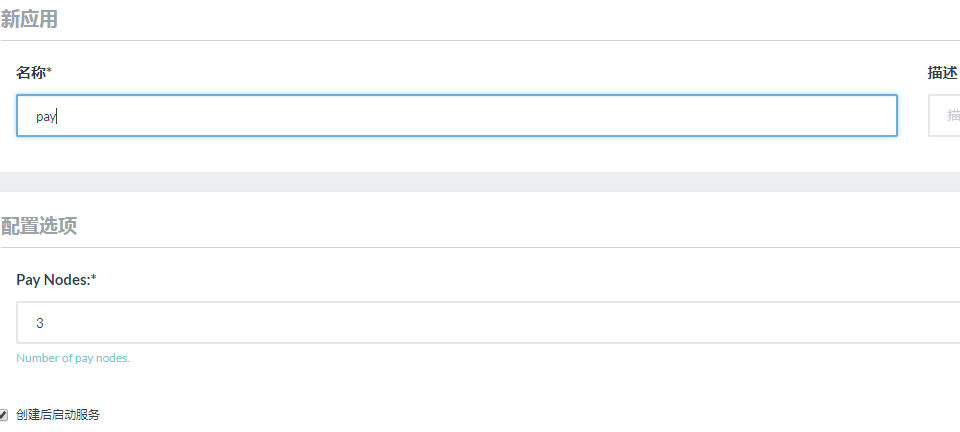 新应用
名称*
描述
pay
描
配置选项
Pay Nodes:*
3
Number of pay nodes.
创建后启动服务